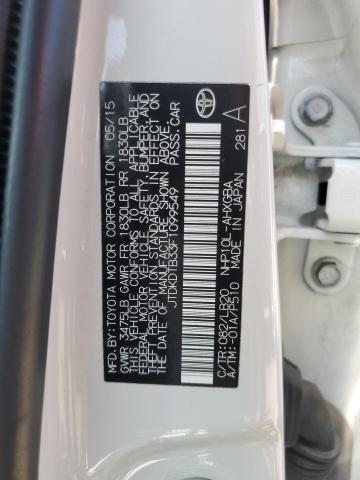 MFD.BY:TOYOTA MOTOR CORPORATION 05/15
GVWR 3475LB GAWR FR 1830LB RR 1830LB
THIS VEHICLE CONFORMS TO ALL APPLICABLE
FEDERAL MOTOR VEHICLE SAFETY, BUMPER, AND
THEFT PREVENTION STANDARDS IN EFFECT
ON THE DATE OF MANUFACTURE SHOWN ABOVE.
JTDKDTB33F1099549 PASS.CAR
C/TR:082/LB20 NHP10L-AHXGBA
A/TM:-01A/P510 MADE IN JAPAN
281 A